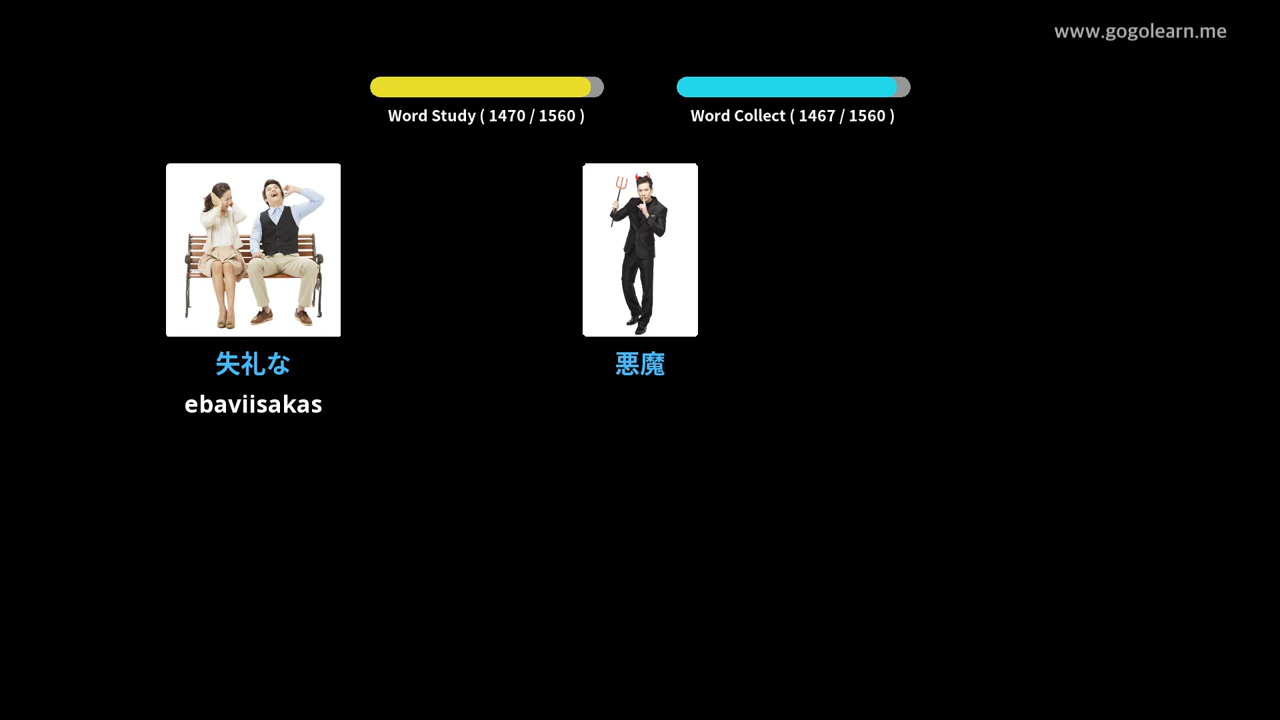 www.gogolearn.me
Word Study ( 1470 / 1560 )
Word Collect ( 1467 / 1560 )
失礼な
ebaviisakas
悪魔